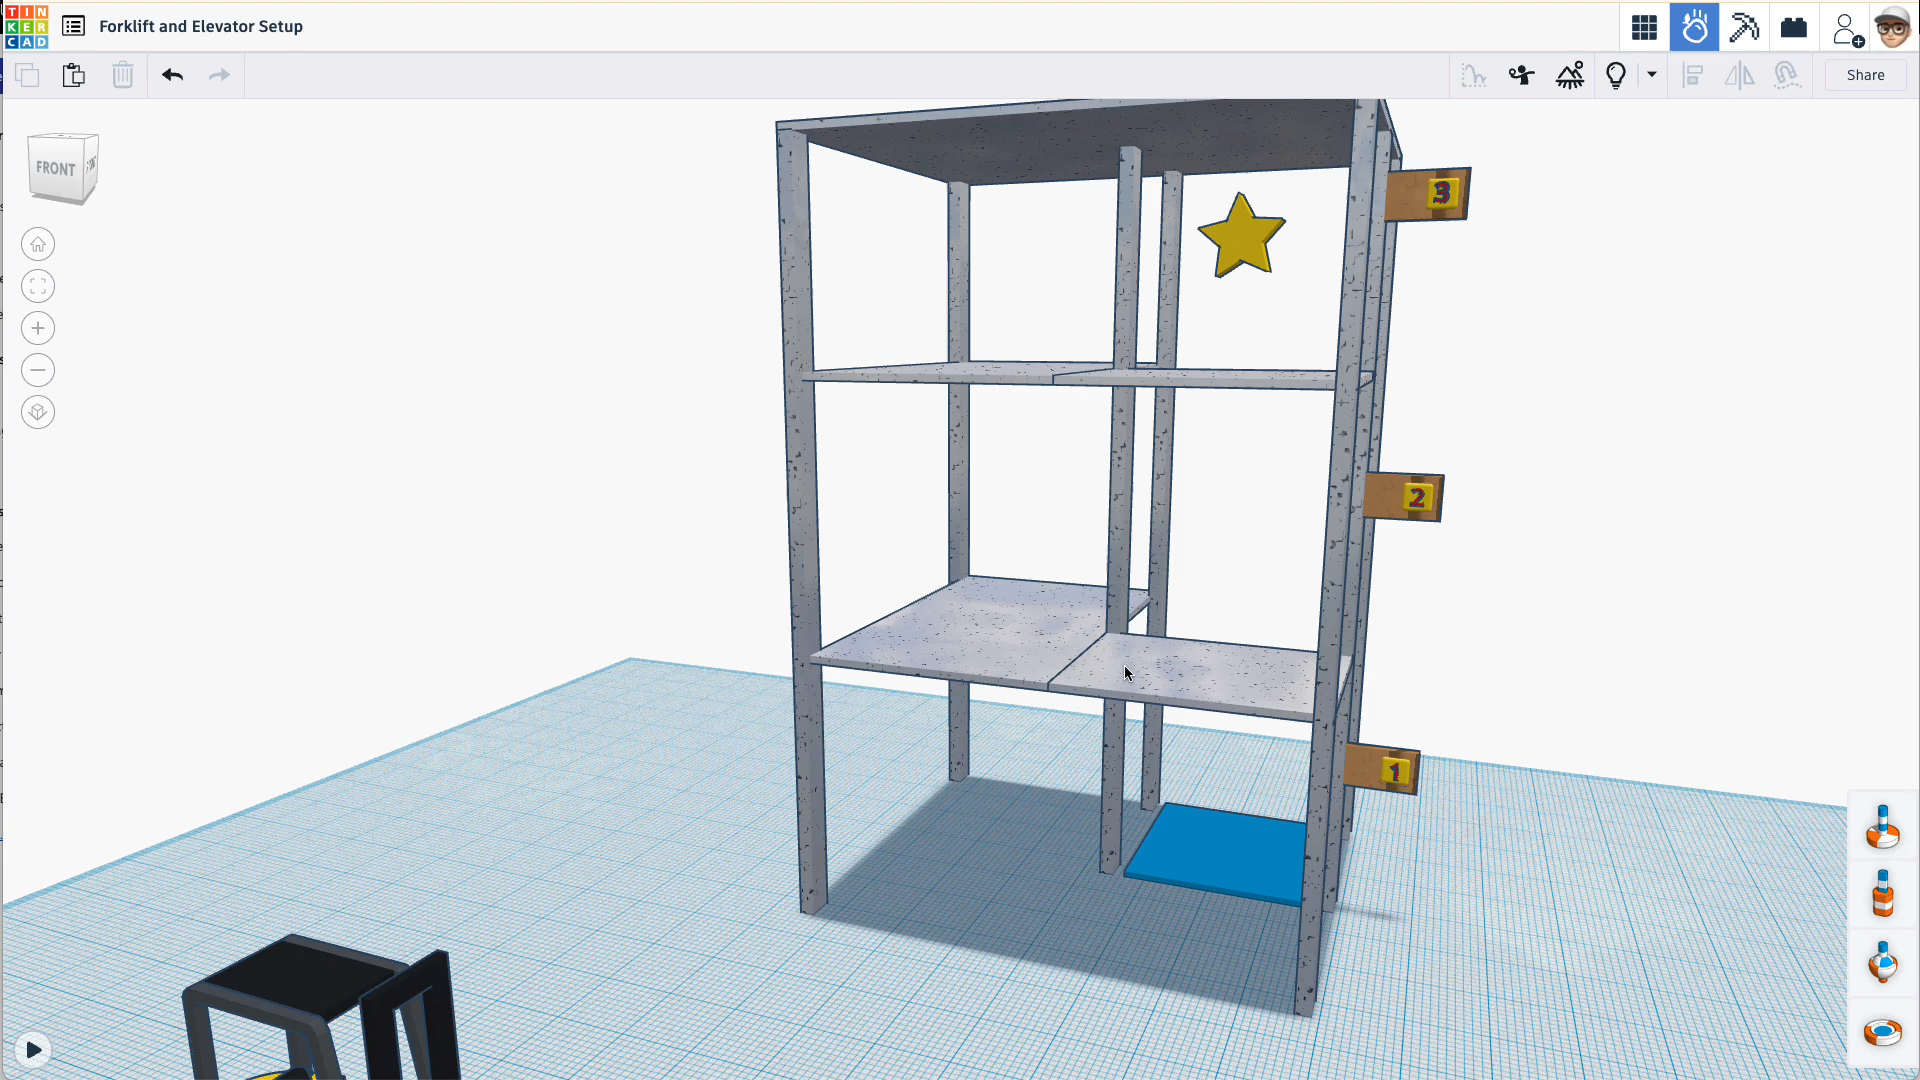 TIN
KER
CAD
Forklift and Elevator Setup
Share
FRONT
3
2
1